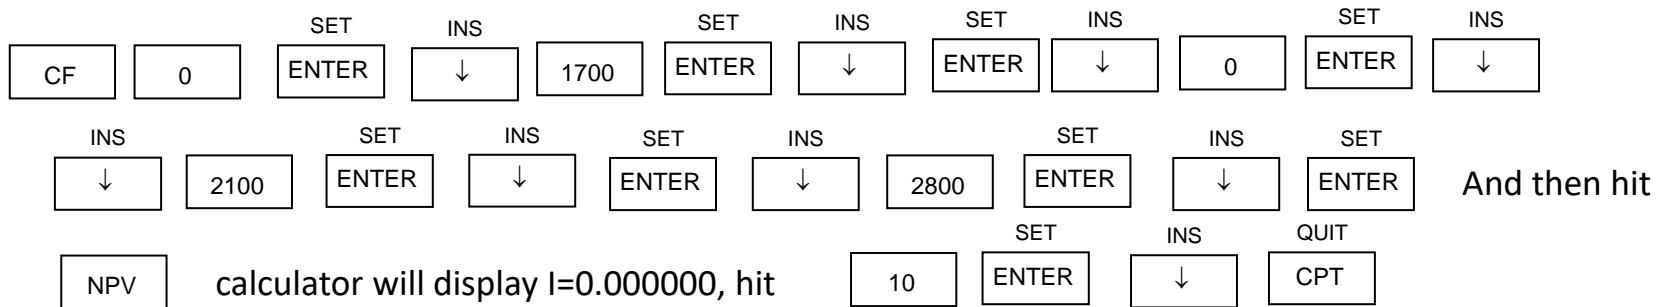 SET INS SET INS SET INS SET INS
CF 0 ENTER ↓ 1700 ENTER ↓ ENTER ↓ 0 ENTER ↓
INS SET INS SET INS SET INS SET
↓ 2100 ENTER ↓ ENTER ↓ 2800 ENTER ↓ ENTER And then hit
SET INS QUIT
NPV calculator will display I=0.000000, hit 10 ENTER ↓ CPT